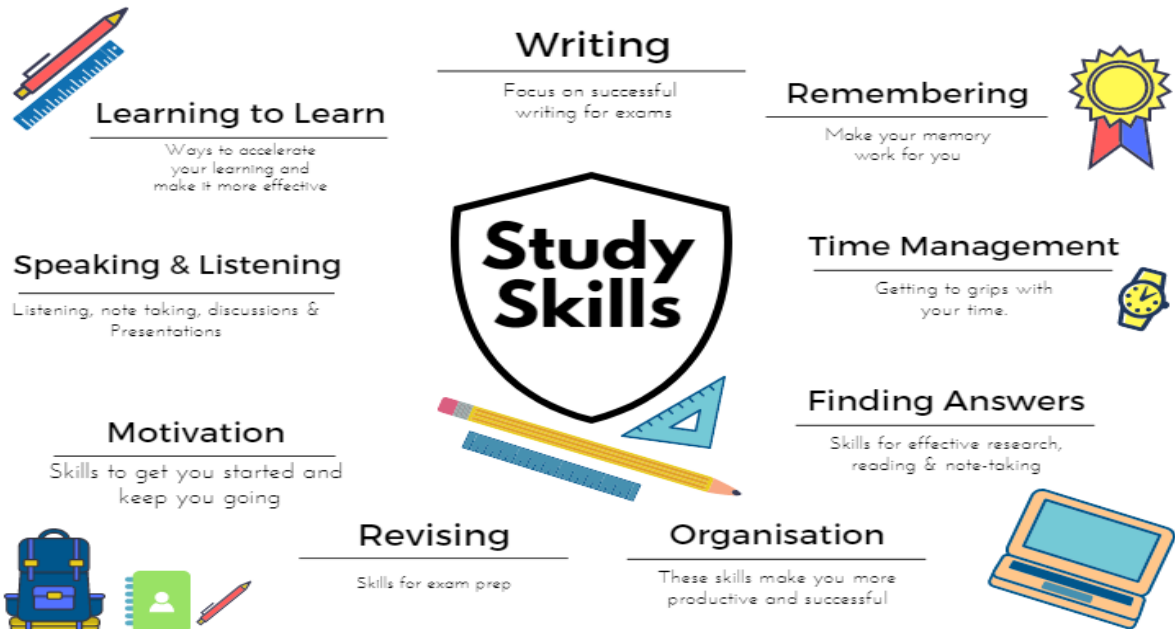 Writing
Focus on successful
writing for exams
Learning to Learn
Ways to accelerate
your learning and
make it more effective
Remembering
Make your memory
work for you
Study
Skills
Speaking & Listening
Listening, note taking, discussions &
Presentations
Time Management
Getting to grips with
your time.
Motivation
Skills to get you started and
keep you going
Finding Answers
Skills for effective research,
reading & note-taking
Revising
Skills for exam prep
Organisation
These skills make you more
productive and successful